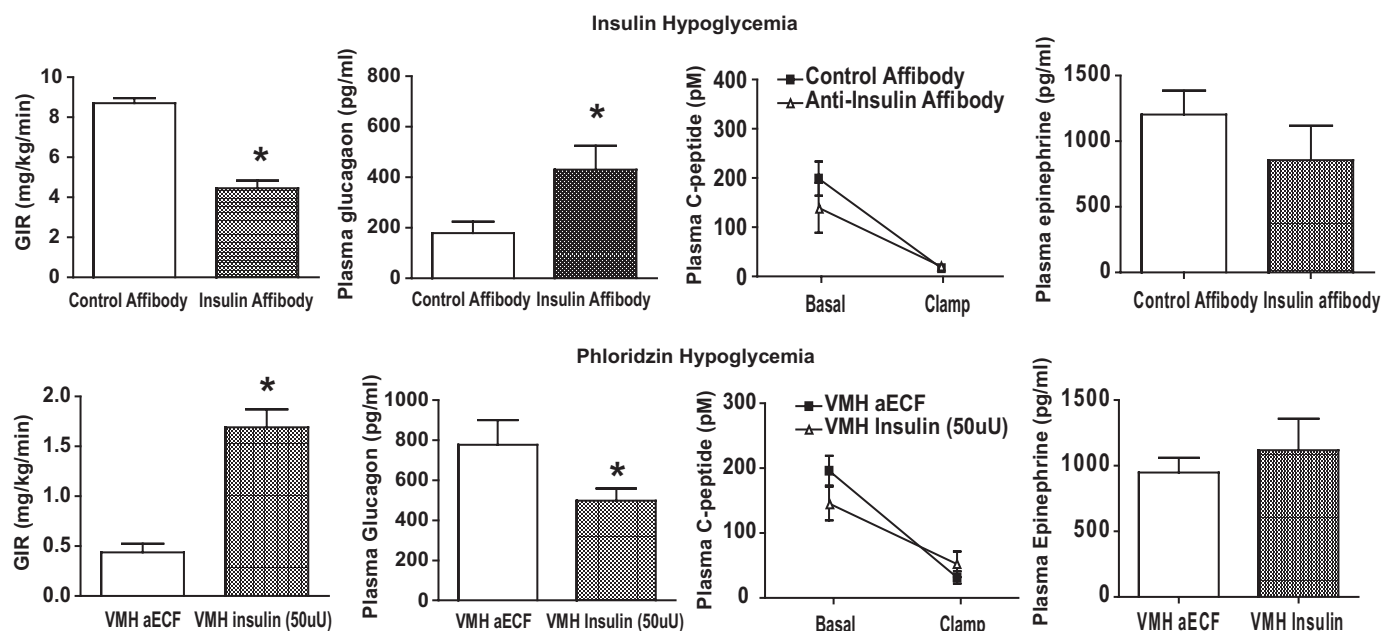 Insulin Hypoglycemia
GIR (mg/kg/min)
10
8
6
4
2
0
*
Control Affibody Insulin Affibody
Plasma glucagaon (pg/ml)
800
600
400
200
0
*
Control Affibody Insulin Affibody
Plasma C-peptide (pM)
400
300
200
100
0
Control Affibody
Anti-Insulin Affibody
Basal Clamp
Plasma epinephrine (pg/ml)
1500
1000
500
0
Control Affibody Insulin affibody
Phloridzin Hypoglycemia
GIR (mg/kg/min)
2.0
1.5
1.0
0.5
0.0
*
VMH aECF VMH insulin (50uU)
Plasma Glucagon (pg/ml)
1000
800
600
400
200
0
*
VMH aECF VMH Insulin (50uU)
Plasma C-peptide (pM)
300
200
100
0
VMH aECF
VMH Insulin (50uU)
Basal Clamp
Plasma Epinephrine (pg/ml)
1500
1000
500
0
VMH aECF VMH Insulin